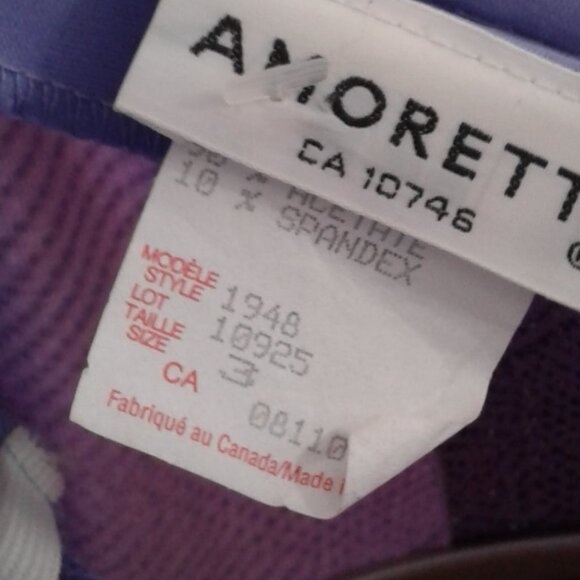 AMORETT
CA 10746
% ACETATE
10 % SPANDEX
MODÈLE
STYLE 1948
LOT 10925
TAILLE
SIZE 3
CA 08110
Fabriqué au Canada/Made i